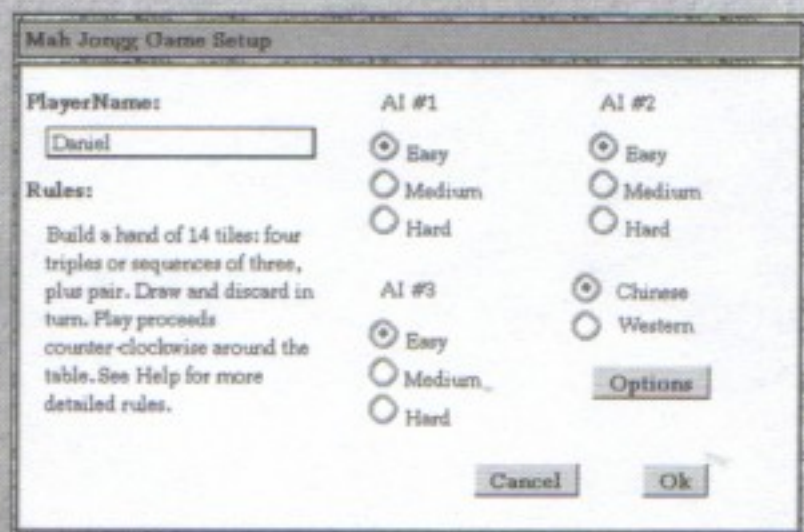 Mah Jongg Game Setup
PlayerName:
Daniel
Rules:
Build a hand of 14 tiles: four
triples or sequences of three,
plus pair. Draw and discard in
turn. Play proceeds
counter-clockwise around the
table. See Help for more
detailed rules.
AI #1
Easy
Medium
Hard
AI #2
Easy
Medium
Hard
AI #3
Easy
Medium
Hard
Chinese
Western
Options
Cancel
Ok